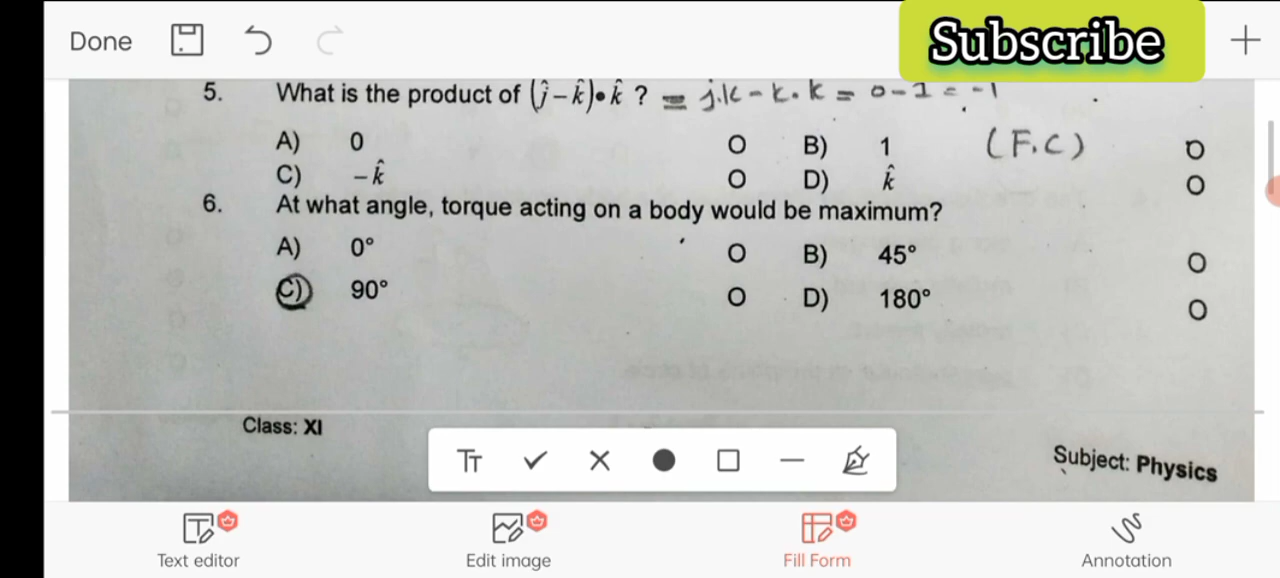 Done
Subscribe
5. What is the product of (ĵ-k̂)•k̂ ? = j.k - k.k = 0-1 = -1
A) 0 O B) 1 (F.C) O
C) -k̂ O D) k̂ O
6. At what angle, torque acting on a body would be maximum?
A) 0° O B) 45° O
C) 90° O D) 180° O
Class: XI
Subject: Physics
TT
Text editor Edit image Fill Form Annotation